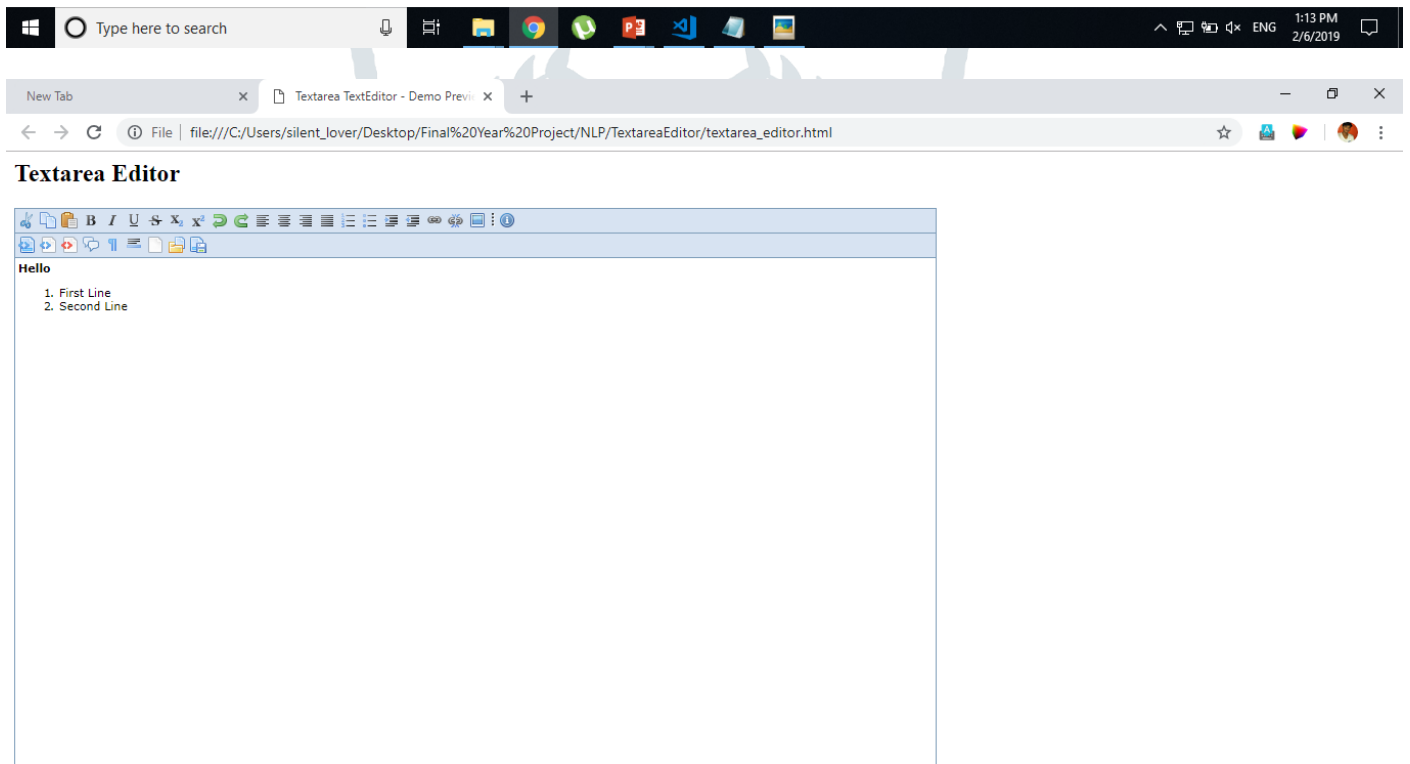 Type here to search
ENG
1:13 PM
2/6/2019
New Tab
Textarea TextEditor - Demo Previ
File | file:///C:/Users/silent_lover/Desktop/Final%20Year%20Project/NLP/TextareaEditor/textarea_editor.html
Textarea Editor
B I U S X₂ X²
Hello
1. First Line
2. Second Line